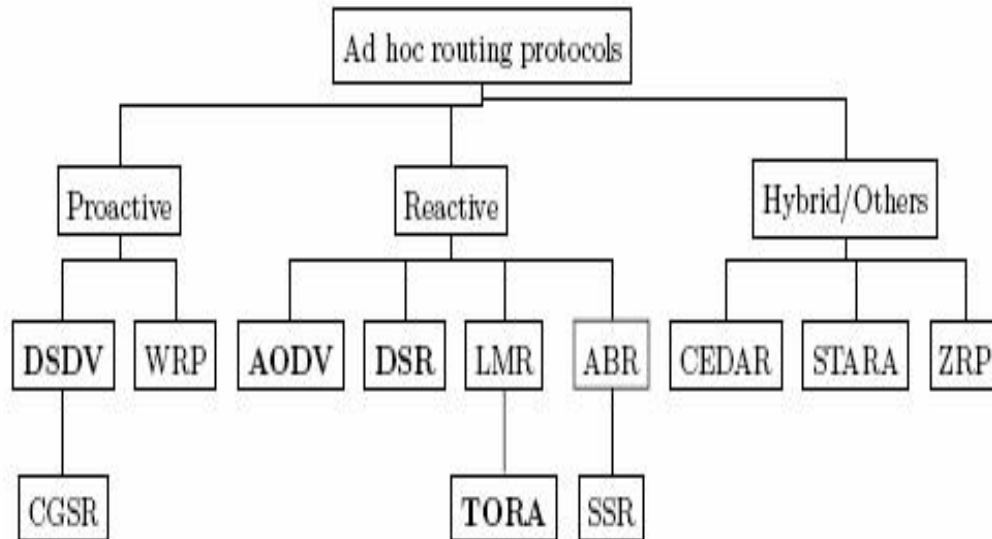 Ad hoc routing protocols
Proactive
Reactive
Hybrid/Others
DSDV
WRP
AODV
DSR
LMR
ABR
CEDAR
STARA
ZRP
CGSR
TORA
SSR